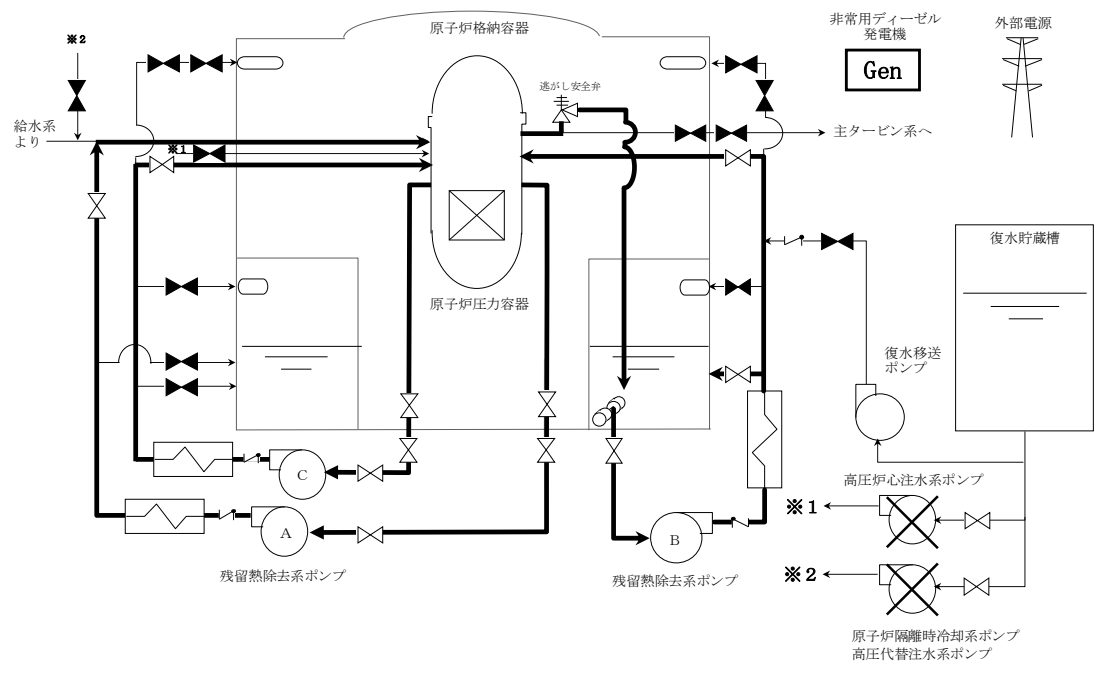 原子炉格納容器
非常用ディーゼル
発電機
Gen
外部電源
※2
逃がし安全弁
給水系
より
※1
主タービン系へ
復水貯蔵槽
原子炉圧力容器
復水移送
ポンプ
C
高圧炉心注水系ポンプ
※1
A
B
残留熱除去系ポンプ
残留熱除去系ポンプ
※2
原子炉隔離時冷却系ポンプ
高圧代替注水系ポンプ